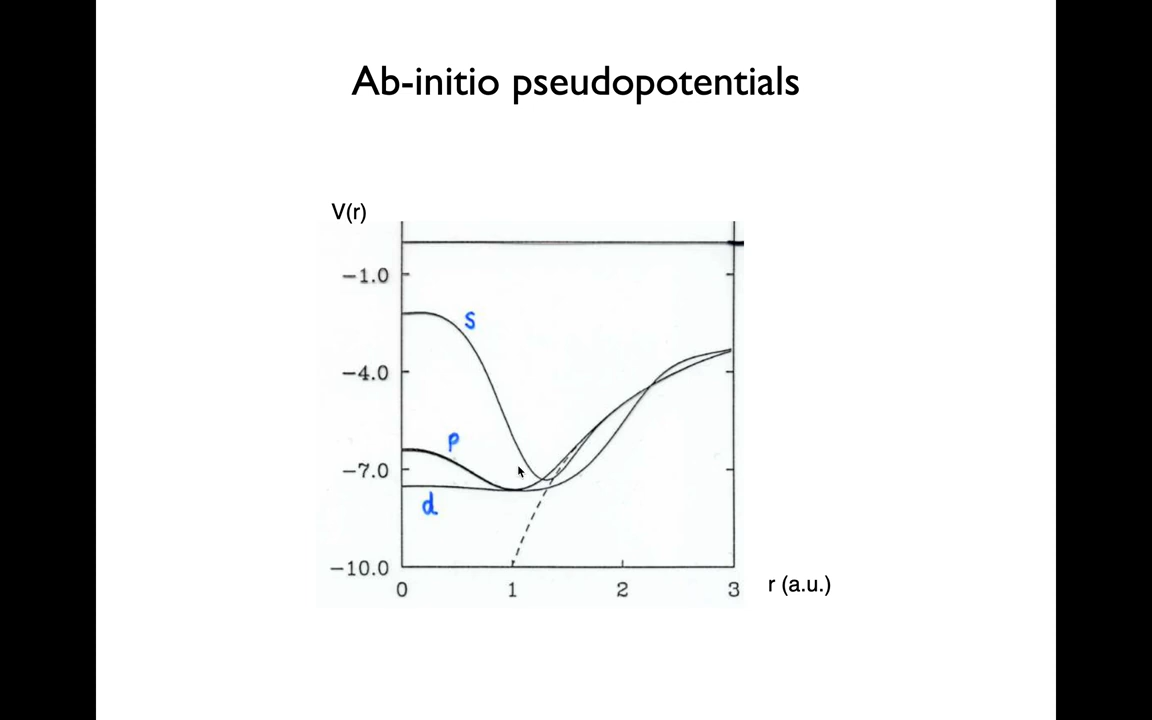 Ab-initio pseudopotentials
V(r)
−1.0
s
−4.0
p
−7.0
d
−10.0
0 1 2 3 r (a.u.)